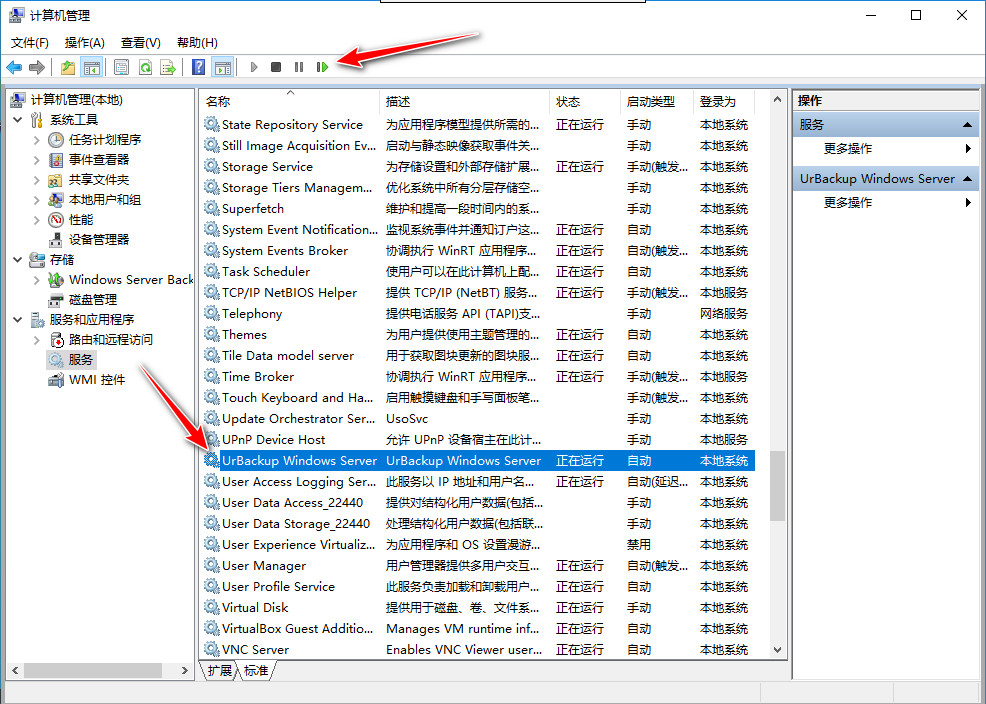 计算机管理
文件(F) 操作(A) 查看(V) 帮助(H)
计算机管理(本地)
系统工具
任务计划程序
事件查看器
共享文件夹
本地用户和组
性能
设备管理器
存储
Windows Server Back
磁盘管理
服务和应用程序
路由和远程访问
服务
WMI 控件
名称 描述 状态 启动类型 登录为
State Repository Service 为应用程序模型提供所需的... 正在运行 手动 本地系统
Still Image Acquisition Ev... 启动与静态映像获取事件关... 手动 本地系统
Storage Service 为存储设置和外部存储扩展... 正在运行 手动(触发... 本地系统
Storage Tiers Managem... 优化系统中所有分层存储空... 手动 本地系统
Superfetch 维护和提高一段时间内的系... 手动 本地系统
System Event Notification... 监视系统事件并通知订户这... 正在运行 自动 本地系统
System Events Broker 协调执行 WinRT 应用程序... 正在运行 自动(触发... 本地系统
Task Scheduler 使用户可以在此计算机上配... 正在运行 自动 本地系统
TCP/IP NetBIOS Helper 提供 TCP/IP (NetBT) 服务... 正在运行 手动(触发... 本地服务
Telephony 提供电话服务 API (TAPI)支... 手动 网络服务
Themes 为用户提供使用主题管理的... 正在运行 自动 本地系统
Tile Data model server 用于获取图块更新的图块服... 正在运行 自动 本地系统
Time Broker 协调执行 WinRT 应用程序... 正在运行 手动(触发... 本地服务
Touch Keyboard and Ha... 启用触摸键盘和手写面板笔... 手动(触发... 本地系统
Update Orchestrator Ser... UsoSvc 手动 本地系统
UPnP Device Host 允许 UPnP 设备宿主在此计... 手动 本地服务
UrBackup Windows Server UrBackup Windows Server 正在运行 自动 本地系统
User Access Logging Ser... 此服务以 IP 地址和用户名... 正在运行 自动(延迟... 本地系统
User Data Access_22440 提供对结构化用户数据(包括... 手动 本地系统
User Data Storage_22440 处理结构化用户数据(包括联... 手动 本地系统
User Experience Virtualiz... 为应用程序和 OS 设置漫游... 禁用 本地系统
User Manager 用户管理器提供多用户交互... 正在运行 自动(触发... 本地系统
User Profile Service 此服务负责加载和卸载用户... 正在运行 自动 本地系统
Virtual Disk 提供用于磁盘、卷、文件系... 正在运行 手动 本地系统
VirtualBox Guest Additio... Manages VM runtime inf... 正在运行 自动 本地系统
VNC Server Enables VNC Viewer user... 正在运行 自动 本地系统
扩展 标准
操作
服务
更多操作
UrBackup Windows Server
更多操作